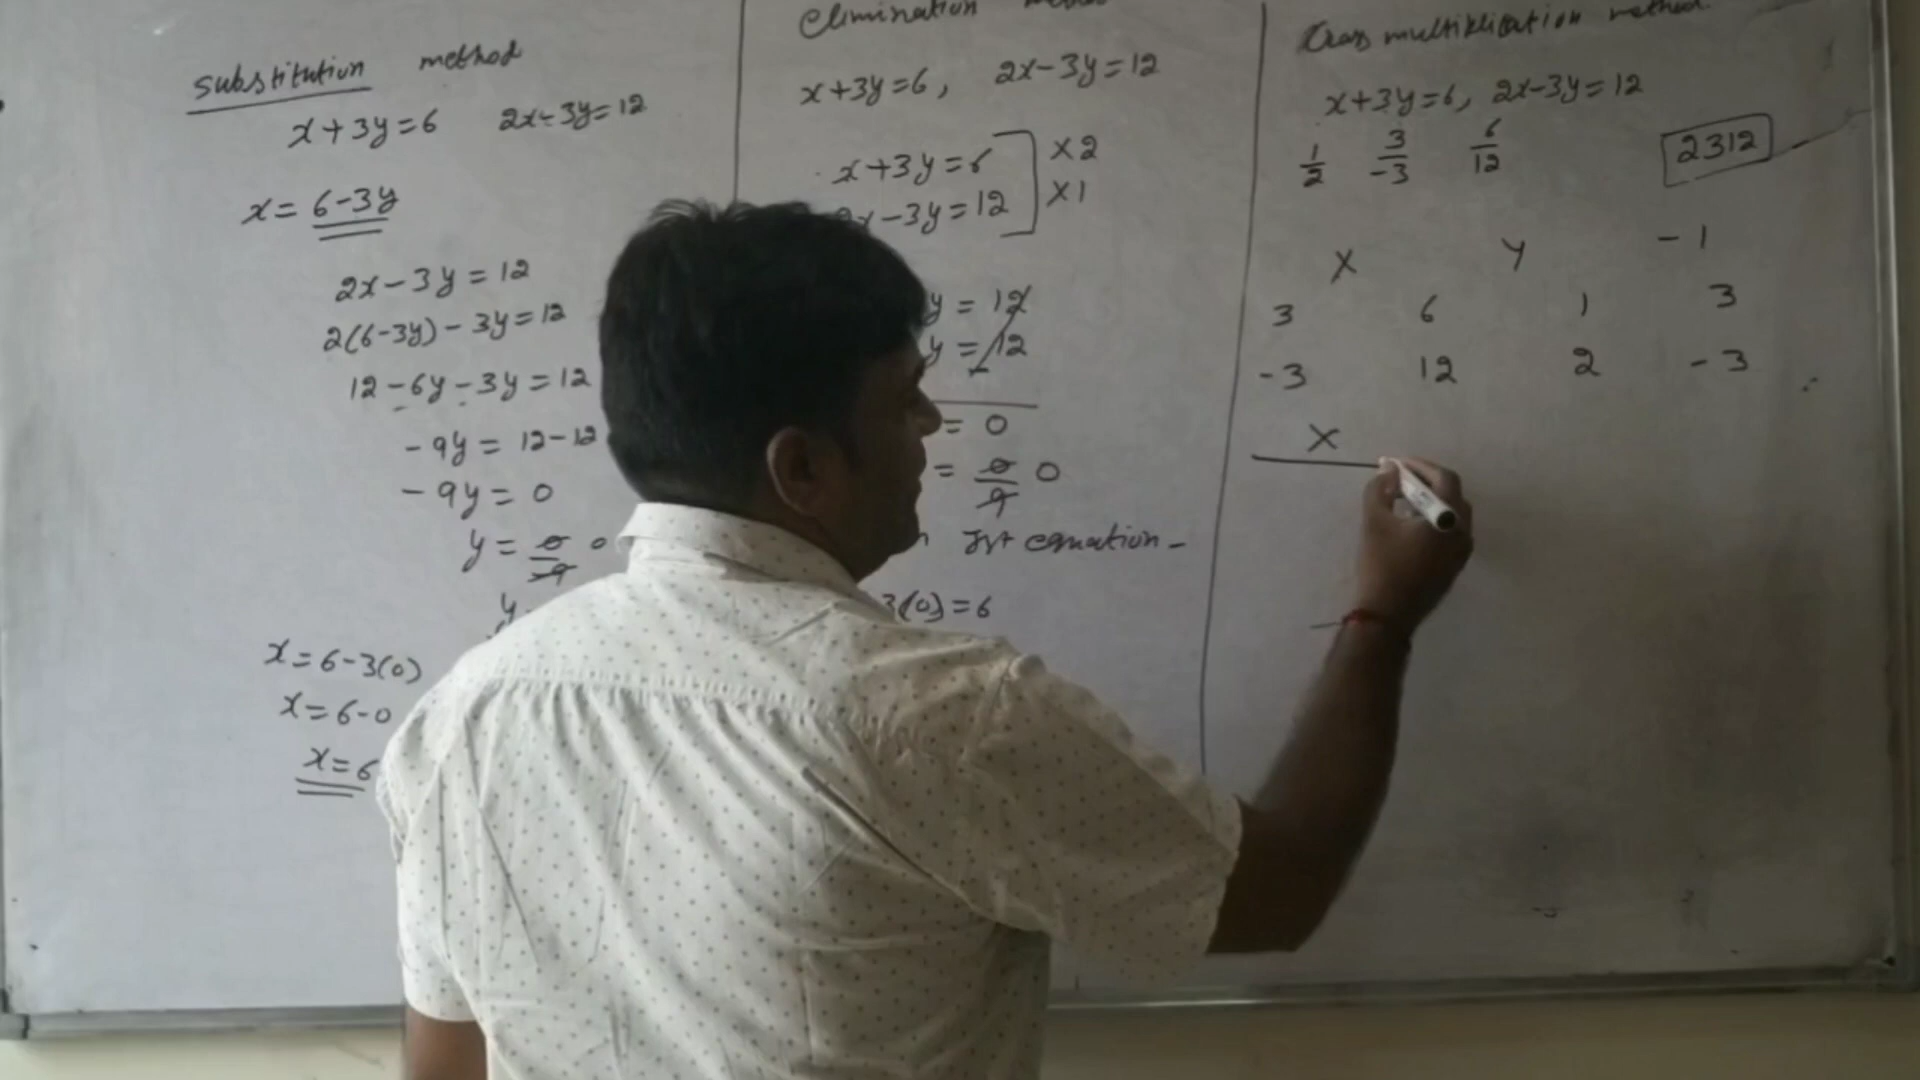 substitution method
x+3y=6 2x-3y=12
x= 6-3y
2x-3y=12
2(6-3y)-3y=12
12-6y-3y=12
-9y= 12-12
-9y= 0
y= 0/-9 0
y
x=6-3(0)
x=6-0
x=6
elimination
x+3y=6, 2x-3y=12
x+3y=6 ×2
2x-3y=12 ×1
y = 12
y = 12
= 0
= 0/9 0
equation-
3(0)=6
Cross multiplication method
x+3y=6, 2x-3y=12
1/2 3/-3 6/12 2312
x y -1
3 6 1 3
-3 12 2 -3
x